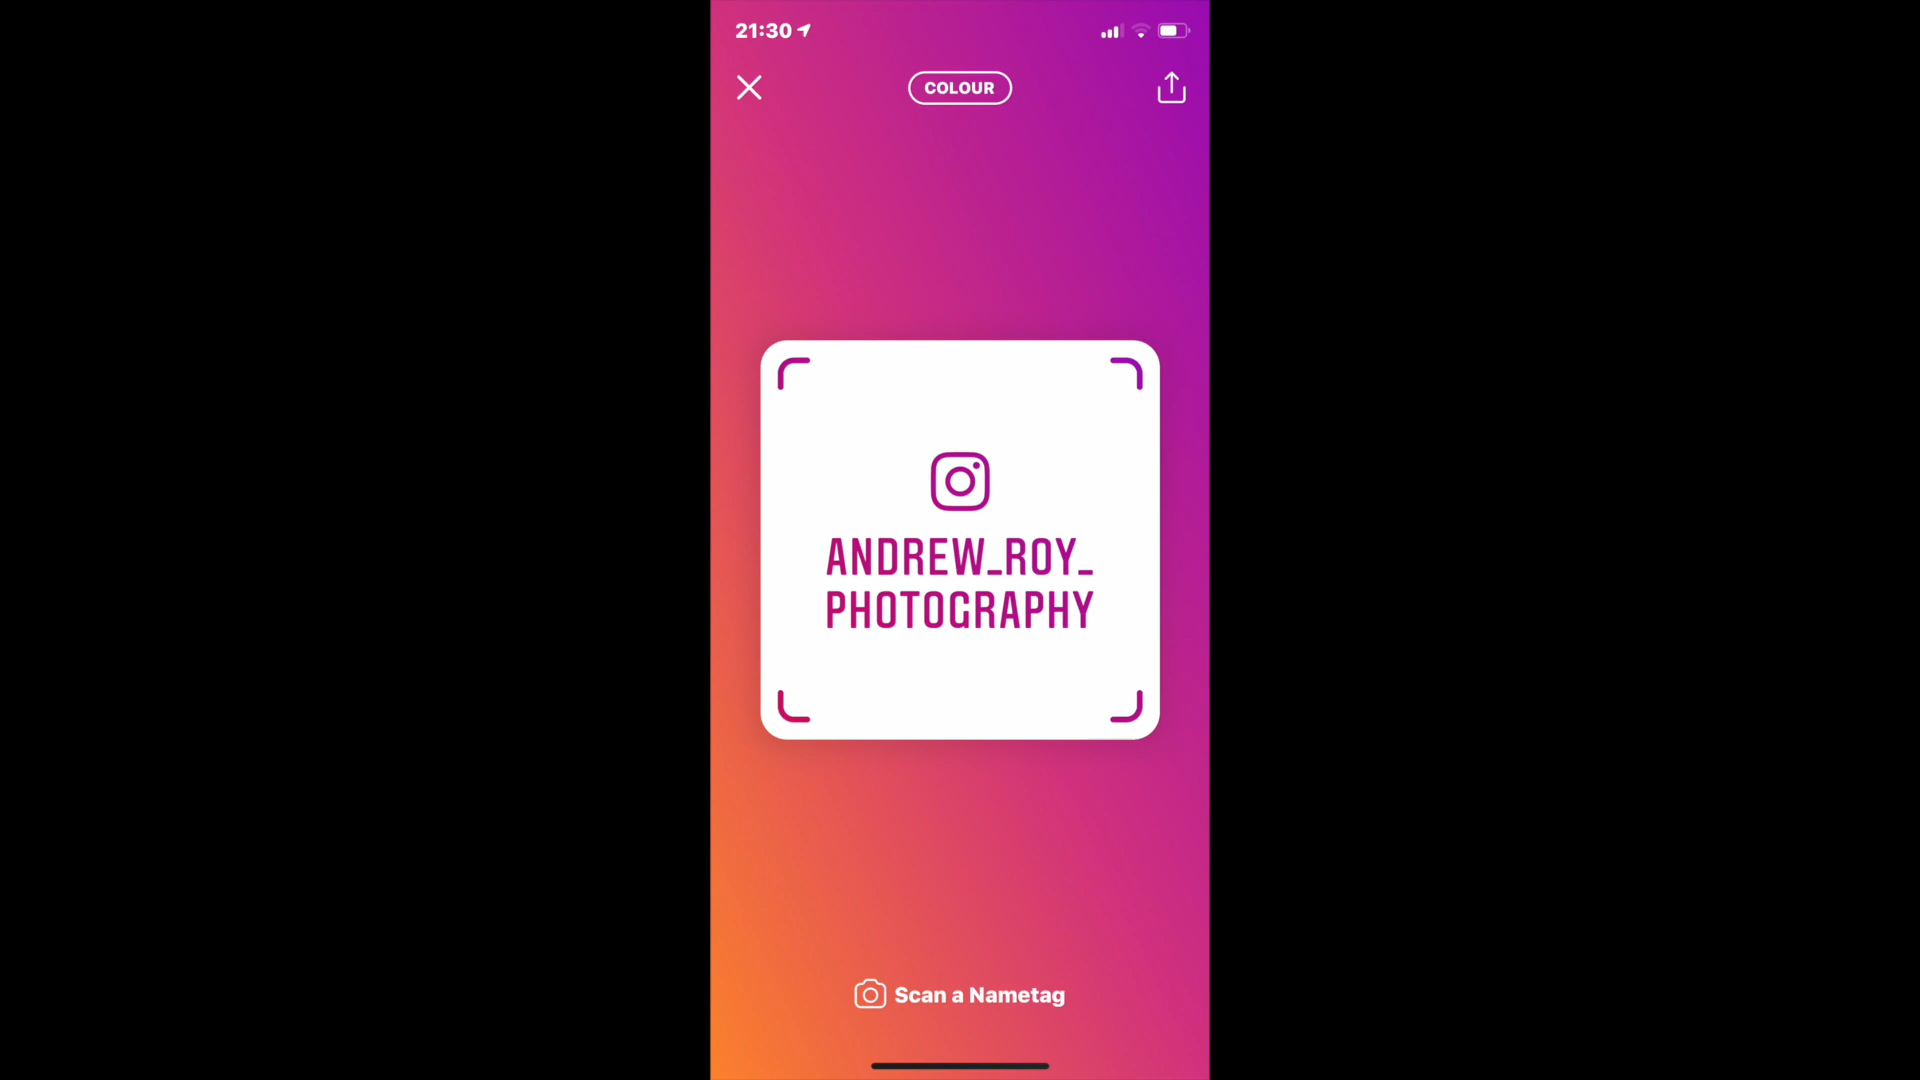 21:30
COLOUR
ANDREW_ROY_
PHOTOGRAPHY
Scan a Nametag